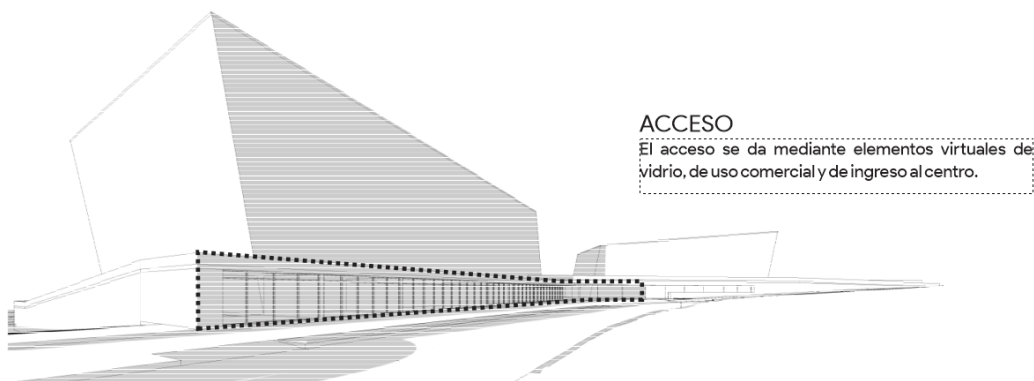 ACCESO
El acceso se da mediante elementos virtuales de
vidrio, de uso comercial y de ingreso al centro.